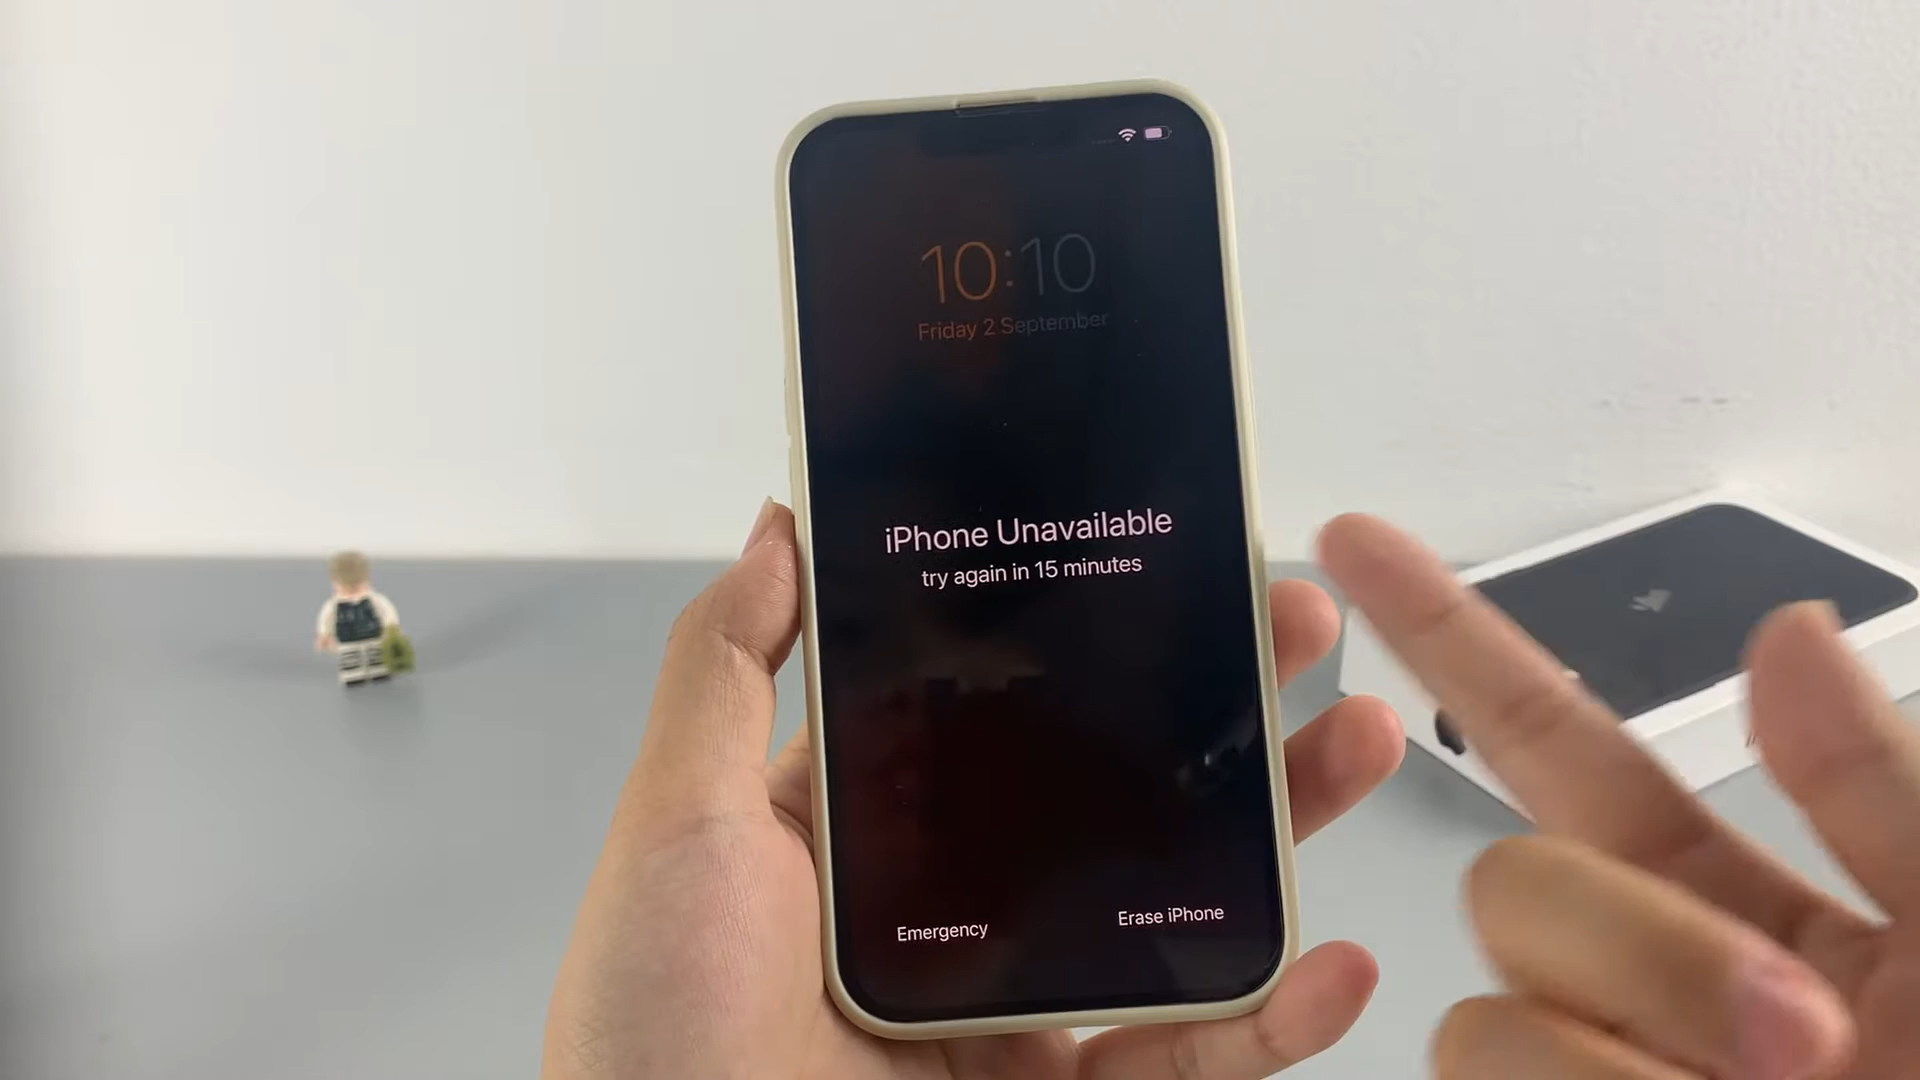 10:10
Friday 2 September
iPhone Unavailable
try again in 15 minutes
Emergency
Erase iPhone